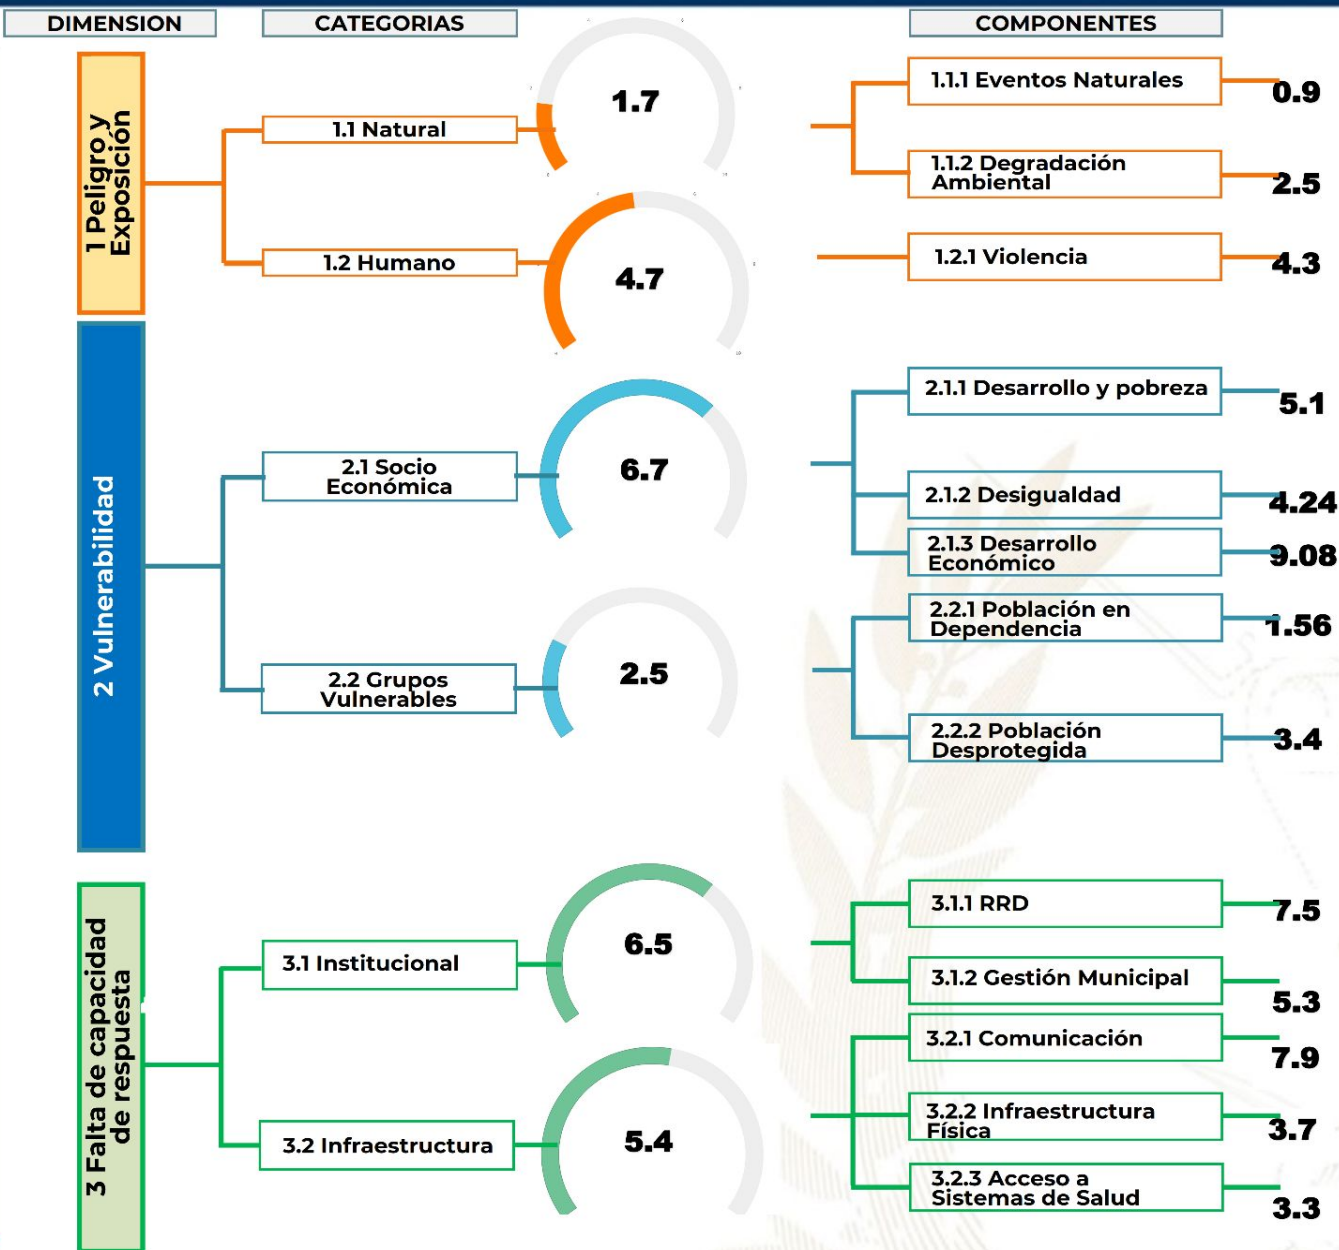 DIMENSION
CATEGORIAS
COMPONENTES
1 Peligro y
Exposición
1.1 Natural
1.7
1.1.1 Eventos Naturales
0.9
1.1.2 Degradación
Ambiental
2.5
1.2 Humano
4.7
1.2.1 Violencia
4.3
2 Vulnerabilidad
2.1 Socio
Económica
6.7
2.1.1 Desarrollo y pobreza
5.1
2.1.2 Desigualdad
4.24
2.1.3 Desarrollo
Económico
9.08
2.2 Grupos
Vulnerables
2.5
2.2.1 Población en
Dependencia
1.56
2.2.2 Población
Desprotegida
3.4
3 Falta de capacidad
de respuesta
3.1 Institucional
6.5
3.1.1 RRD
7.5
3.1.2 Gestión Municipal
5.3
3.2 Infraestructura
5.4
3.2.1 Comunicación
7.9
3.2.2 Infraestructura
Física
3.7
3.2.3 Acceso a
Sistemas de Salud
3.3